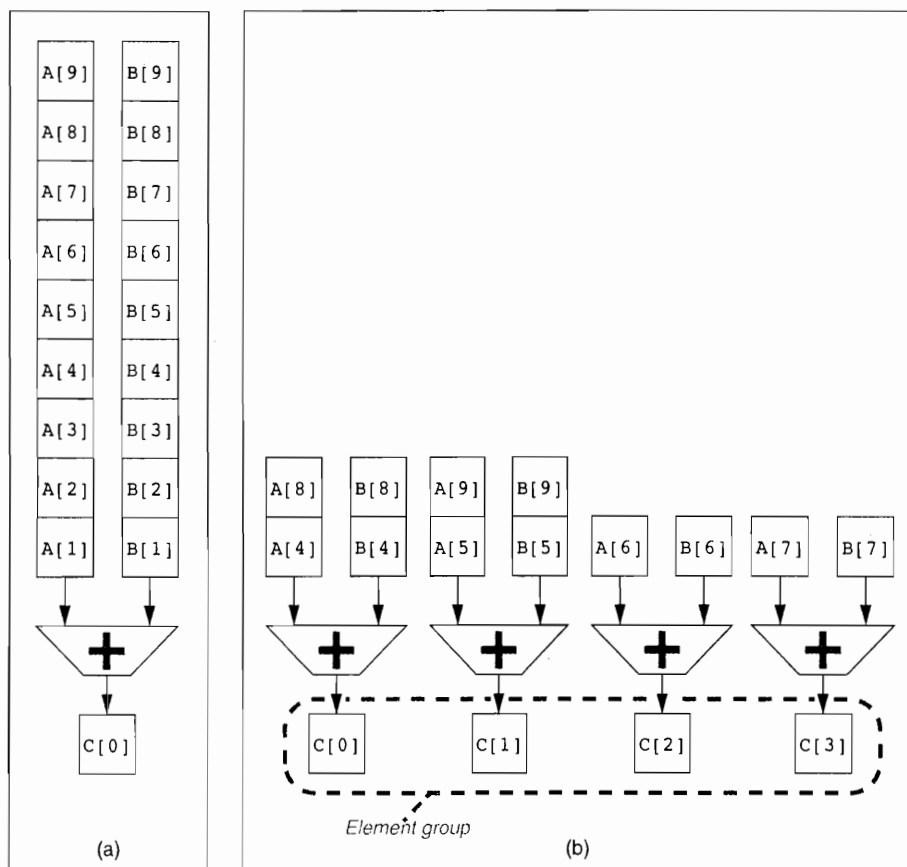 A[9] B[9]
A[8] B[8]
A[7] B[7]
A[6] B[6]
A[5] B[5]
A[4] B[4]
A[3] B[3]
A[2] B[2]
A[1] B[1]
+
C[0]
(a)
A[8] B[8] A[9] B[9]
A[4] B[4] A[5] B[5] A[6] B[6] A[7] B[7]
+ + + +
C[0] C[1] C[2] C[3]
Element group
(b)